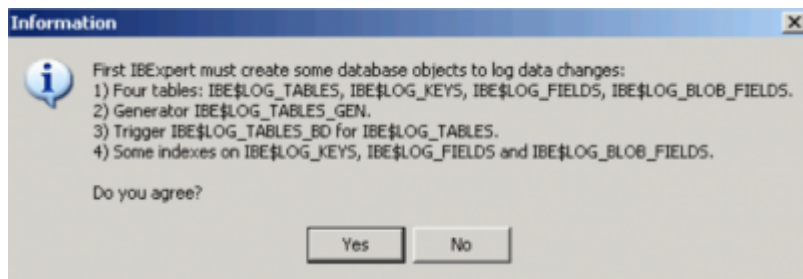 Information
First IBExpert must create some database objects to log data changes:
1) Four tables: IBE$LOG_TABLES, IBE$LOG_KEYS, IBE$LOG_FIELDS, IBE$LOG_BLOB_FIELDS.
2) Generator IBE$LOG_TABLES_GEN.
3) Trigger IBE$LOG_TABLES_BD for IBE$LOG_TABLES.
4) Some indexes on IBE$LOG_KEYS, IBE$LOG_FIELDS and IBE$LOG_BLOB_FIELDS.
Do you agree?
Yes No